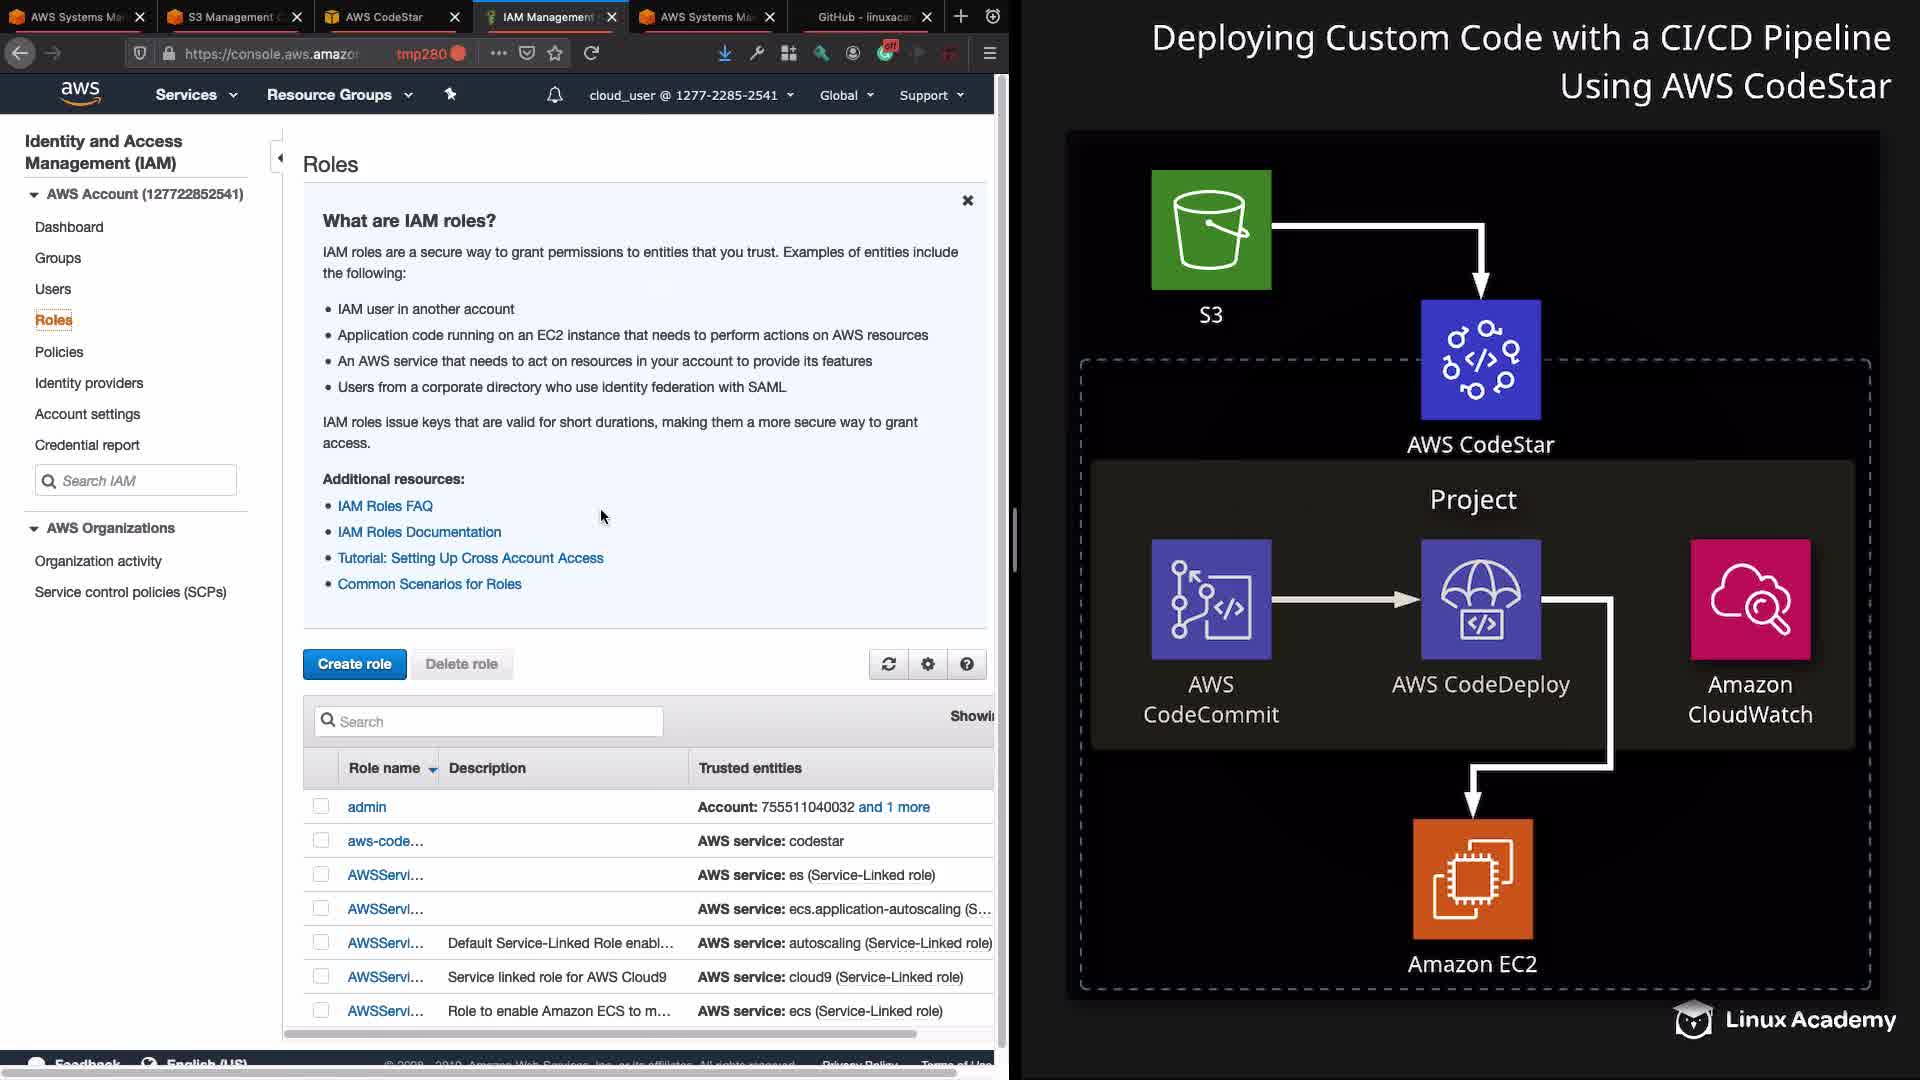 AWS Systems Ma
S3 Management
AWS CodeStar
IAM Management
AWS Systems Ma
GitHub - linuxaca
https://console.aws.amazo
tmp280
off
aws
Services
Resource Groups
cloud_user @ 1277-2285-2541
Global
Support
Identity and Access
Management (IAM)
AWS Account (127722852541)
Dashboard
Groups
Users
Roles
Policies
Identity providers
Account settings
Credential report
Search IAM
AWS Organizations
Organization activity
Service control policies (SCPs)
Roles
What are IAM roles?
IAM roles are a secure way to grant permissions to entities that you trust. Examples of entities include
the following:
• IAM user in another account
• Application code running on an EC2 instance that needs to perform actions on AWS resources
• An AWS service that needs to act on resources in your account to provide its features
• Users from a corporate directory who use identity federation with SAML
IAM roles issue keys that are valid for short durations, making them a more secure way to grant
access.
Additional resources:
• IAM Roles FAQ
• IAM Roles Documentation
• Tutorial: Setting Up Cross Account Access
• Common Scenarios for Roles
Create role
Delete role
Search
Showin
Role name
Description
Trusted entities
admin
Account: 755511040032 and 1 more
aws-code...
AWS service: codestar
AWSServi...
AWS service: es (Service-Linked role)
AWSServi...
AWS service: ecs.application-autoscaling (S...
AWSServi...
Default Service-Linked Role enabl...
AWS service: autoscaling (Service-Linked role)
AWSServi...
Service linked role for AWS Cloud9
AWS service: cloud9 (Service-Linked role)
AWSServi...
Role to enable Amazon ECS to m...
AWS service: ecs (Service-Linked role)
Feedback
English (US)
Privacy Policy
Terms of Use
Deploying Custom Code with a CI/CD Pipeline
Using AWS CodeStar
S3
AWS CodeStar
Project
AWS
CodeCommit
AWS CodeDeploy
Amazon
CloudWatch
Amazon EC2
Linux Academy